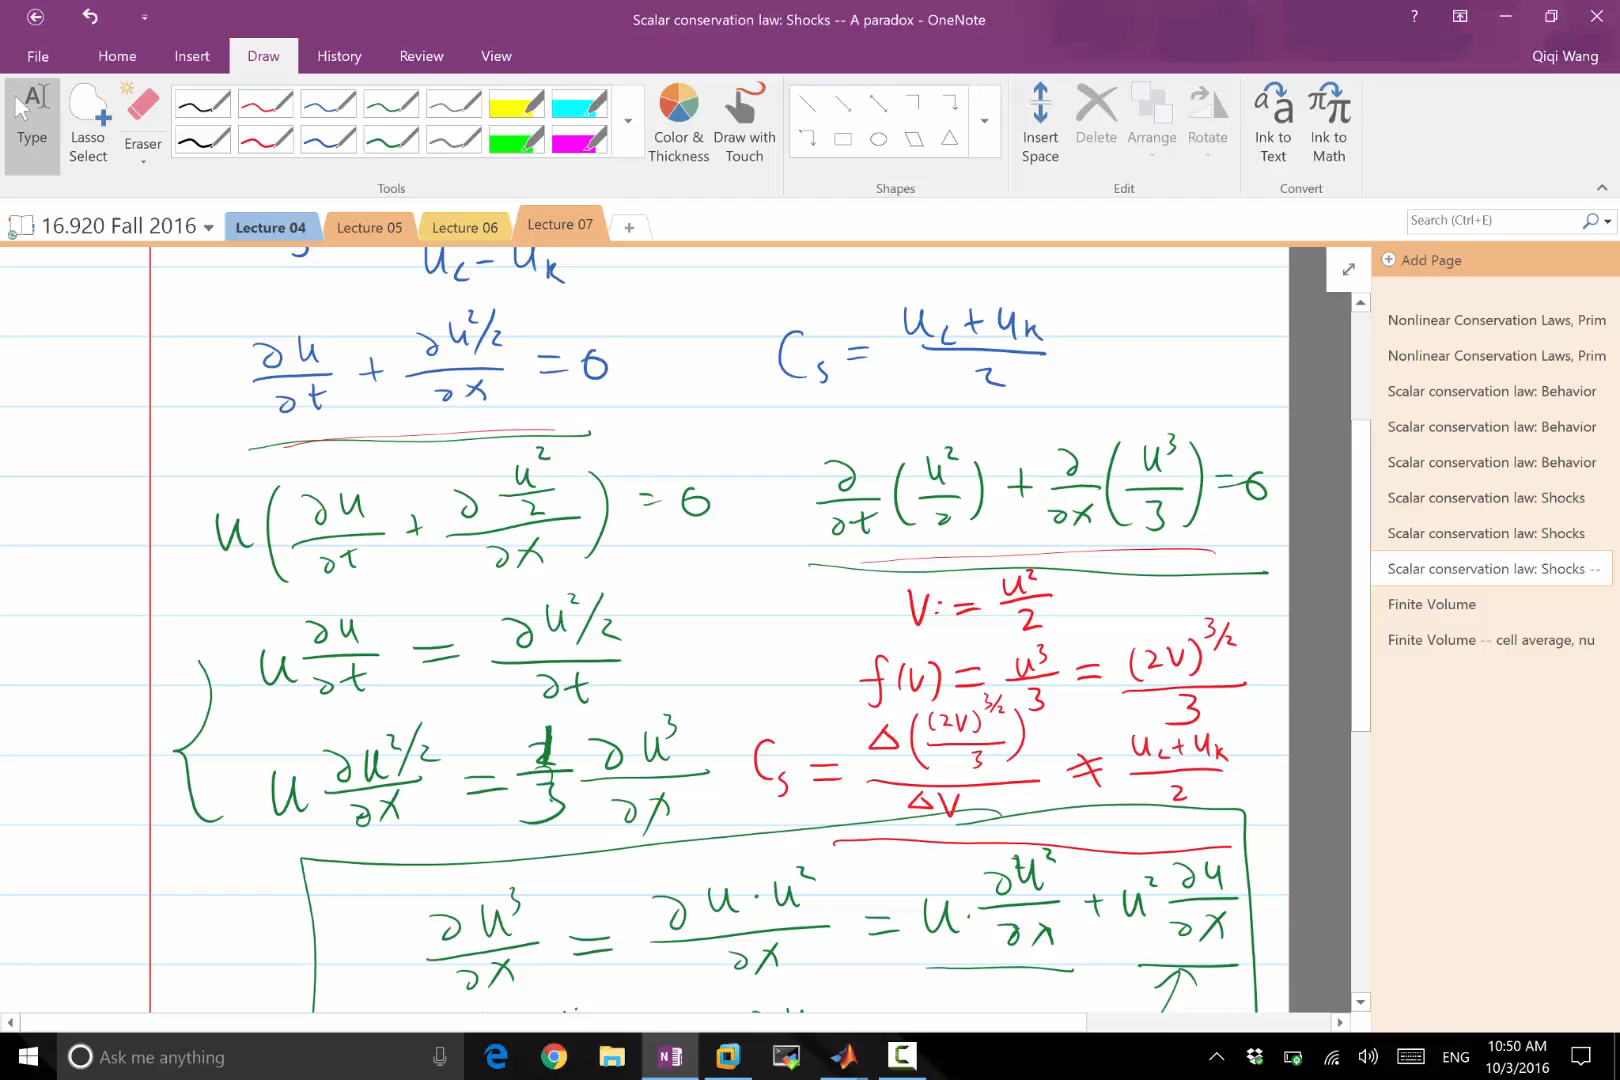 Scalar conservation law: Shocks -- A paradox - OneNote
?
File Home Insert Draw History Review View
Qiqi Wang
Type
Lasso Select
Eraser
Color & Thickness
Draw with Touch
Insert Space
Delete
Arrange
Rotate
Ink to Text
Ink to Math
Tools
Shapes
Edit
Convert
16.920 Fall 2016
Lecture 04
Lecture 05
Lecture 06
Lecture 07
Search (Ctrl+E)
Add Page
Nonlinear Conservation Laws, Prim
Nonlinear Conservation Laws, Prim
Scalar conservation law: Behavior
Scalar conservation law: Behavior
Scalar conservation law: Behavior
Scalar conservation law: Shocks
Scalar conservation law: Shocks
Scalar conservation law: Shocks --
Finite Volume
Finite Volume -- cell average, nu
u_L - u_R
∂u/∂t + ∂u²/2 / ∂x = 0
C_s = (u_L + u_R)/2
u(∂u/∂t + ∂(u²/2)/∂x) = 0
∂/∂t (u²/2) + ∂/∂x (u³/3) = 0
V := u²/2
u ∂u/∂t = ∂u²/2 / ∂t
f(V) = u³/3 = (2V)^3/2 / 3
u ∂u²/2 / ∂x = 1/3 ∂u³/∂x
C_s = Δ((2V)^3/2 / 3) / ΔV ≠ (u_L + u_R)/2
∂u³/∂x = ∂u·u²/∂x = u · ∂u²/∂x + u² ∂u/∂x
Ask me anything
ENG
10:50 AM
10/3/2016